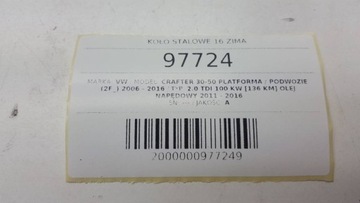 KOŁO STALOWE 16 ZIMA
97724
MARKA: VW MODEL: CRAFTER 30-50 PLATFORMA / PODWOZIE
(2F_) 2006 - 2016 TYP: 2.0 TDI 100 KW [136 KM] OLEJ
NAPĘDOWY 2011 - 2016
JAKOŚĆ: A
2000000977249